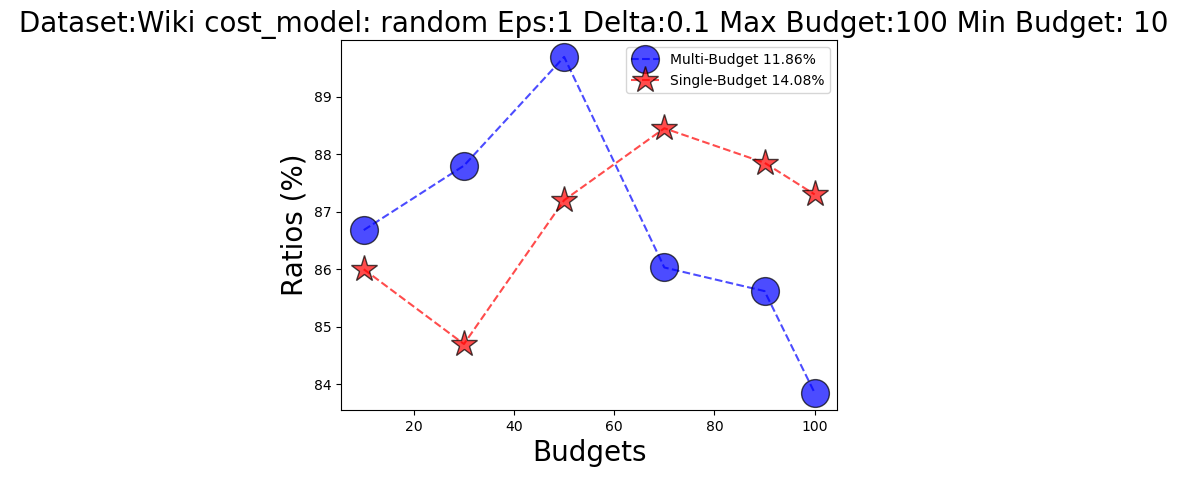 Dataset:Wiki cost_model: random Eps:1 Delta:0.1 Max Budget:100 Min Budget: 10
Multi-Budget 11.86%
Single-Budget 14.08%
Ratios (%)
89
88
87
86
85
84
20
40
60
80
100
Budgets